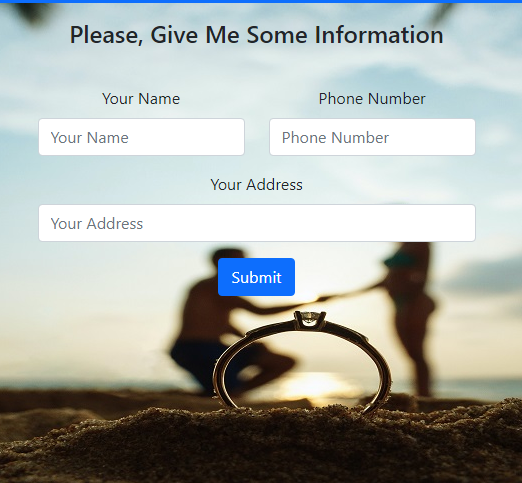 Please, Give Me Some Information
Your Name Phone Number
Your Name Phone Number
Your Address
Your Address
Submit